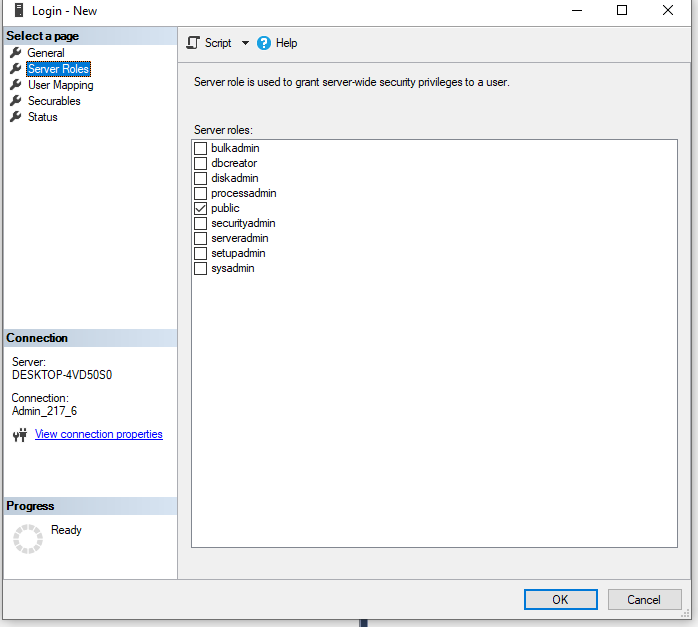 Login - New
Select a page
General
Server Roles
User Mapping
Securables
Status
Script
Help
Server role is used to grant server-wide security privileges to a user.
Server roles:
bulkadmin
dbcreator
diskadmin
processadmin
public
securityadmin
serveradmin
setupadmin
sysadmin
Connection
Server:
DESKTOP-4VD50S0
Connection:
Admin_217_6
View connection properties
Progress
Ready
OK
Cancel